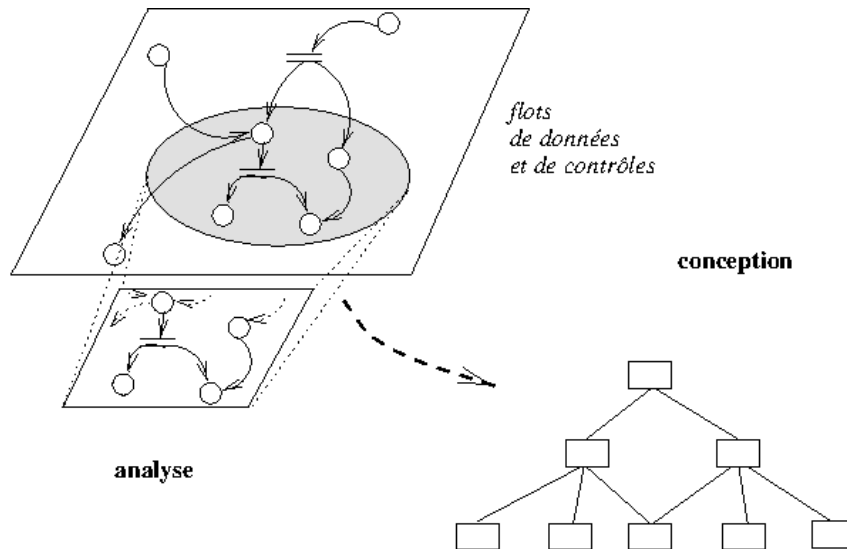 flots
de données
et de contrôles
conception
analyse